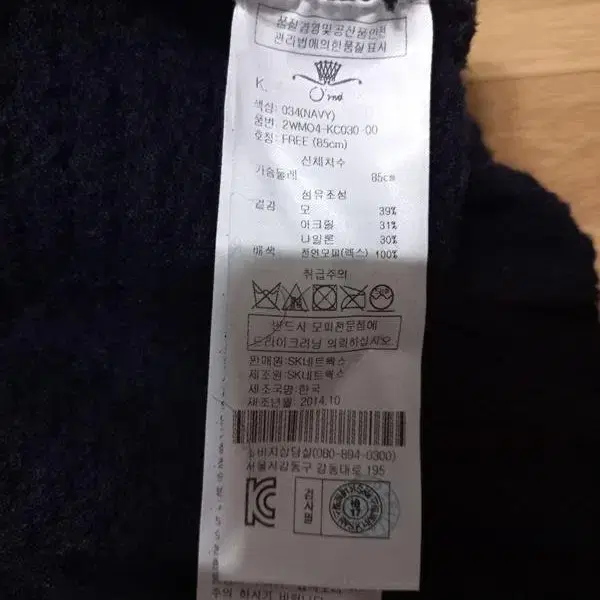 품질경영및공산품안전
관리법에의한품질표시
K.
O'2nd
색상: 034(NAVY)
품번: 2WMO4-KC030-00
호칭: FREE (85cm)
신체치수
가슴둘레 85cm
섬유조성
겉감 모 39%
아크릴 31%
나일론 30%
배색 천연모피(렉스) 100%
취급주의
반드시 모피전문점에
드라이크리닝 의뢰하십시오
판매원:SK네트웍스
제조원:SK네트웍스
제조국명:한국
제조년월:2014.10
소비자상담실(080-894-0300)
서울시강동구 강동대로 195
KC
검사필
16
17